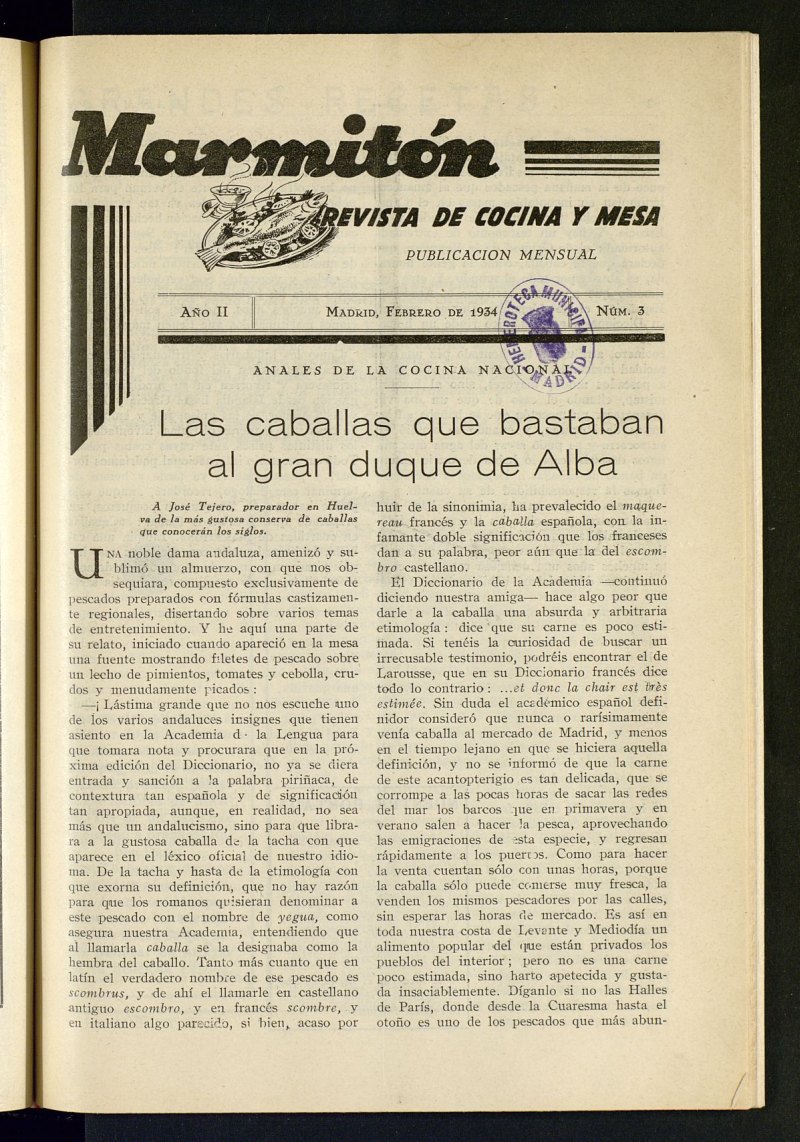 Marmitón
REVISTA DE COCINA Y MESA
PUBLICACION MENSUAL
Año II
Madrid, Febrero de 1934
Núm. 3
HEMEROTECA MUNICIPAL
MADRID
ANALES DE LA COCINA NACIONAL
Las caballas que bastaban
al gran duque de Alba
A José Tejero, preparador en Huel-
va de la más gustosa conserva de caballas
que conocerán los siglos.
Una noble dama andaluza, amenizó y su-
blimó un almuerzo, con que nos ob-
sequiara, compuesto exclusivamente de
pescados preparados con fórmulas castizamen-
te regionales, disertando sobre varios temas
de entretenimiento. Y he aquí una parte de
su relato, iniciado cuando apareció en la mesa
una fuente mostrando filetes de pescado sobre
un lecho de pimientos, tomates y cebolla, cru-
dos y menudamente picados:
—¡ Lástima grande que no nos escuche uno
de los varios andaluces insignes que tienen
asiento en la Academia d la Lengua para
que tomara nota y procurara que en la pró-
xima edición del Diccionario, no ya se diera
entrada y sanción a la palabra piriñaca, de
contextura tan española y de significación
tan apropiada, aunque, en realidad, no sea
más que un andalucismo, sino para que libra-
ra a la gustosa caballa de la tacha con que
aparece en el léxico oficial de nuestro idio-
ma. De la tacha y hasta de la etimología con
que exorna su definición, que no hay razón
para que los romanos quisieran denominar a
este pescado con el nombre de yegua, como
asegura nuestra Academia, entendiendo que
al llamarla caballa se la designaba como la
hembra del caballo. Tanto más cuanto que en
latín el verdadero nombre de ese pescado es
scombrus, y de ahí el llamarle en castellano
antiguo escombro, y en francés scombre, y
en italiano algo parecido, si bien, acaso por
huir de la sinonimia, ha prevalecido el maque-
reau francés y la caballa española, con la in-
famante doble significación que los franceses
dan a su palabra, peor aún que la del escom-
bro castellano.
El Diccionario de la Academia —continuó
diciendo nuestra amiga— hace algo peor que
darle a la caballa una absurda y arbitraria
etimología: dice que su carne es poco esti-
mada. Si tenéis la curiosidad de buscar un
irrecusable testimonio, podréis encontrar el de
Larousse, que en su Diccionario francés dice
todo lo contrario: ...et donc la chair est très
estimée. Sin duda el académico español defi-
nidor consideró que nunca o rarísimamente
venía caballa al mercado de Madrid, y menos
en el tiempo lejano en que se hiciera aquella
definición, y no se informó de que la carne
de este acantopterigio es tan delicada, que se
corrompe a las pocas horas de sacar las redes
del mar los barcos que en primavera y en
verano salen a hacer la pesca, aprovechando
las emigraciones de esta especie, y regresan
rápidamente a los puertos. Como para hacer
la venta cuentan sólo con unas horas, porque
la caballa sólo puede comerse muy fresca, la
venden los mismos pescadores por las calles,
sin esperar las horas de mercado. Es así en
toda nuestra costa de Levante y Mediodía un
alimento popular del que están privados los
pueblos del interior; pero no es una carne
poco estimada, sino harto apetecida y gusta-
da insaciablemente. Díganlo si no las Halles
de París, donde desde la Cuaresma hasta el
otoño es uno de los pescados que más abun-